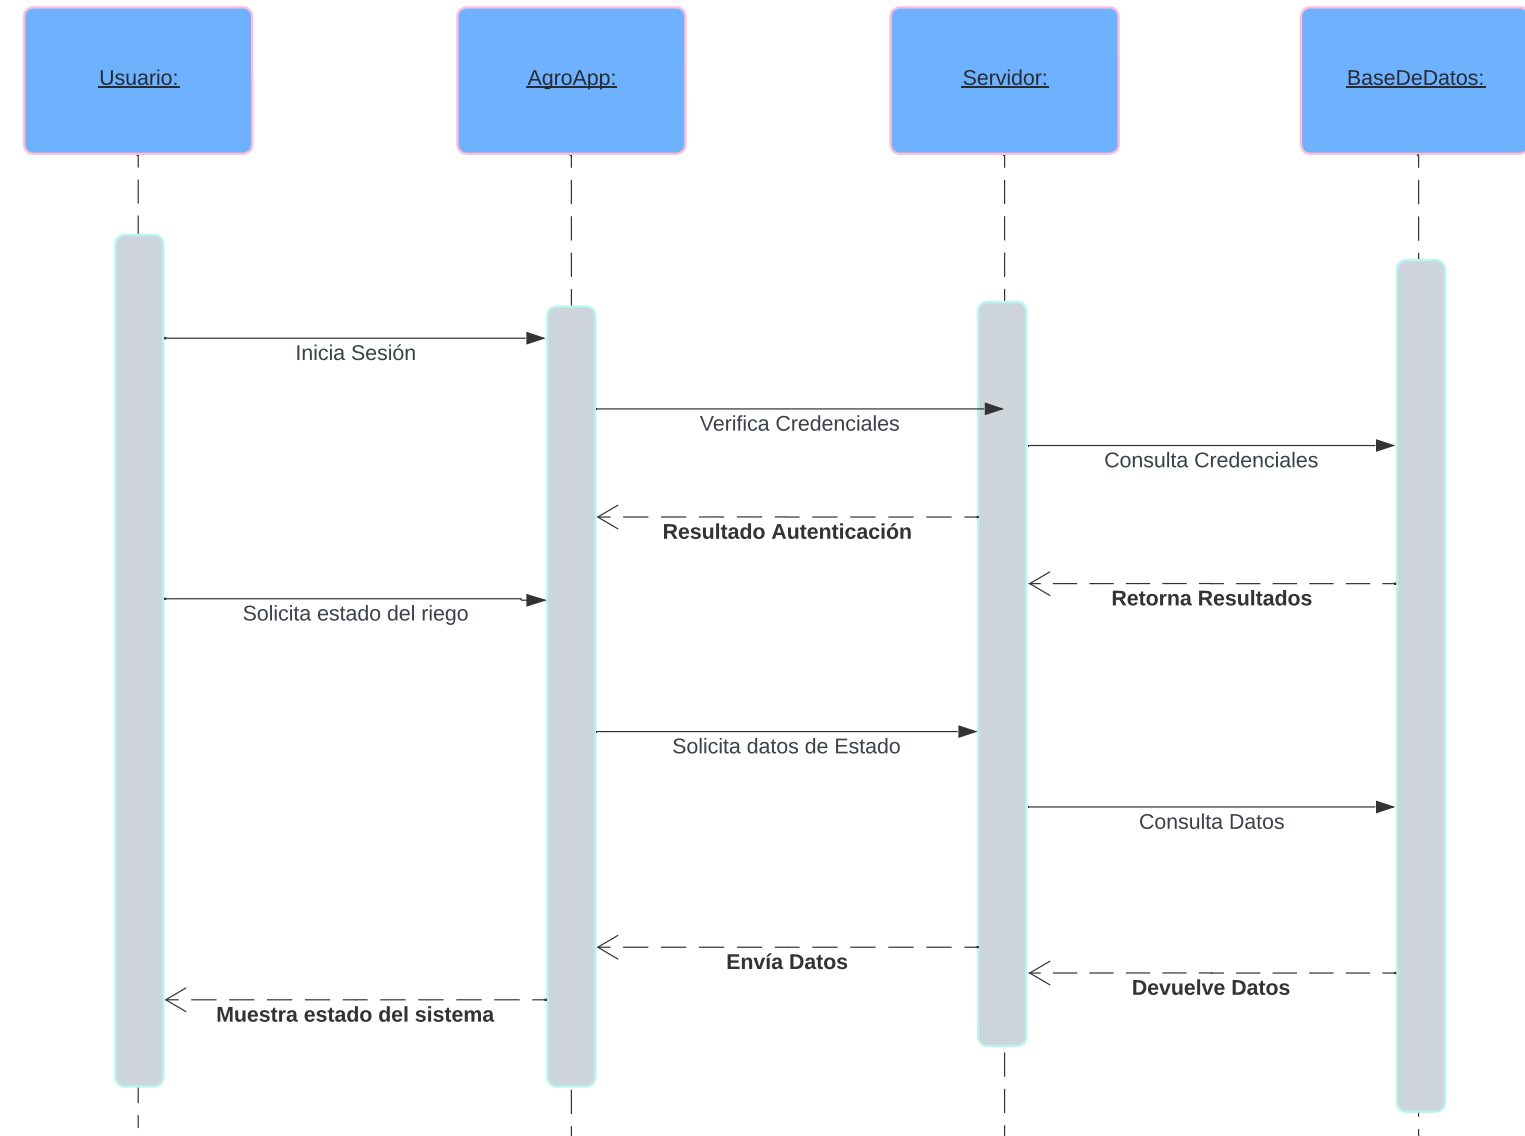 Usuario:
AgroApp:
Servidor:
BaseDeDatos:
Inicia Sesión
Verifica Credenciales
Consulta Credenciales
Resultado Autenticación
Retorna Resultados
Solicita estado del riego
Solicita datos de Estado
Consulta Datos
Envía Datos
Devuelve Datos
Muestra estado del sistema